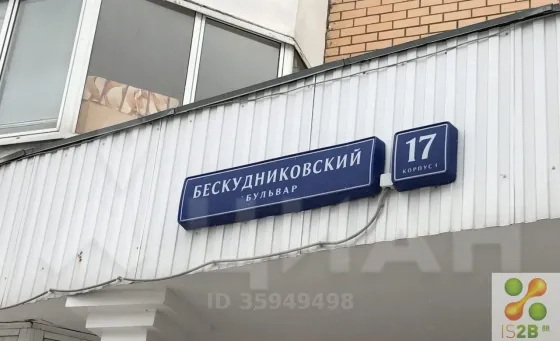 БЕСКУДНИКОВСКИЙ
БУЛЬВАР
17
КОРПУС 1
ЦИАН
ID 35949498
IS2B